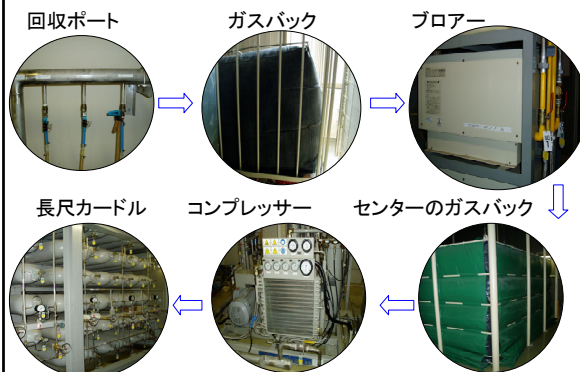 回収ポート
ガスバック
ブロアー
長尺カードル
コンプレッサー
センターのガスバック